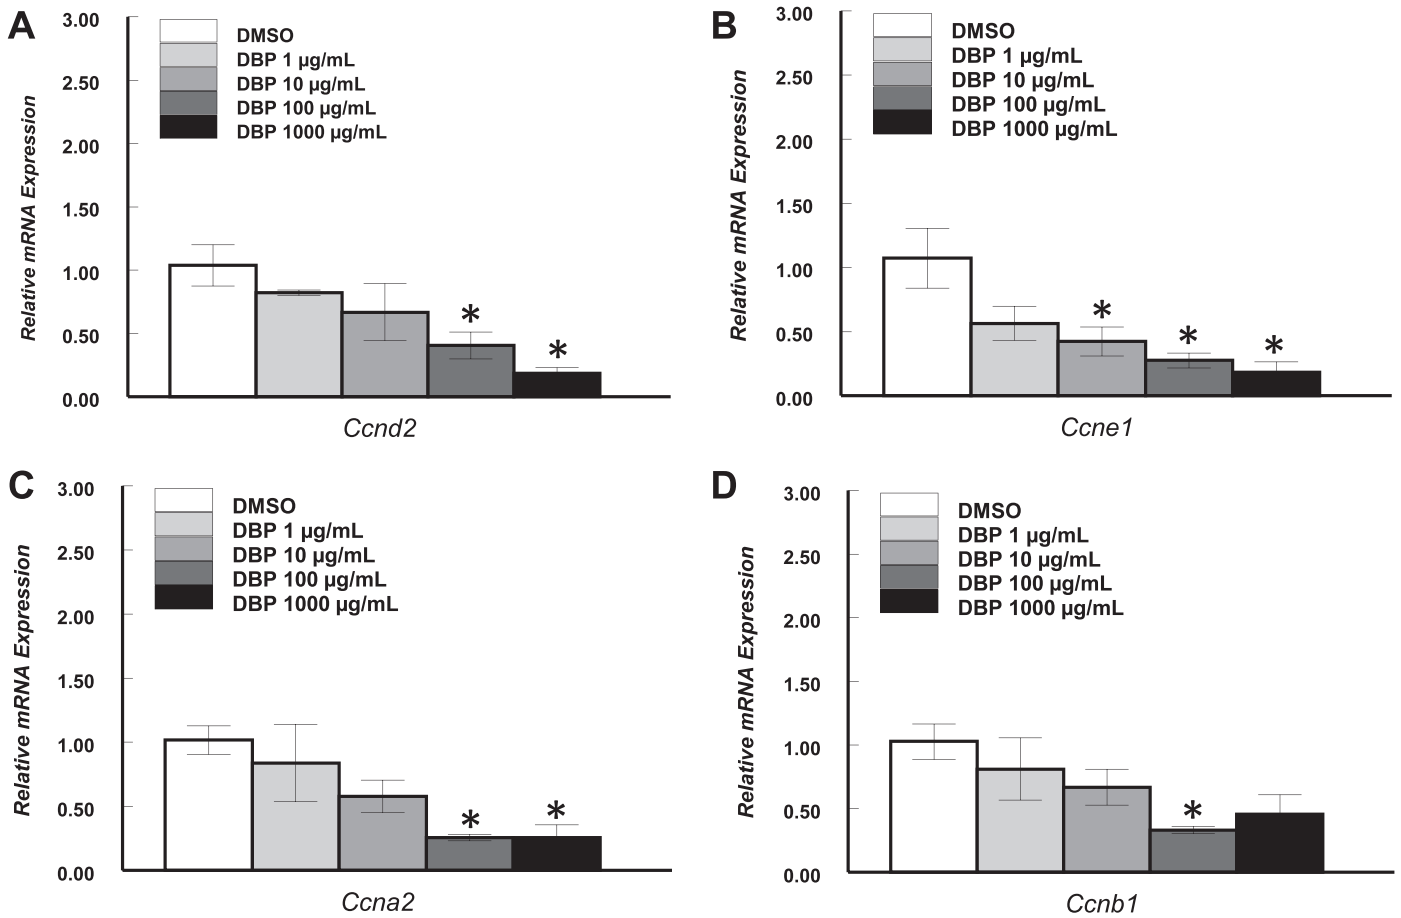 A
3.00
2.50
2.00
1.50
1.00
0.50
0.00
Relative mRNA Expression
DMSO
DBP 1 µg/mL
DBP 10 µg/mL
DBP 100 µg/mL
DBP 1000 µg/mL
*
*
Ccnd2
B
3.00
2.50
2.00
1.50
1.00
0.50
0.00
Relative mRNA Expression
DMSO
DBP 1 µg/mL
DBP 10 µg/mL
DBP 100 µg/mL
DBP 1000 µg/mL
*
*
*
Ccne1
C
3.00
2.50
2.00
1.50
1.00
0.50
0.00
Relative mRNA Expression
DMSO
DBP 1 µg/mL
DBP 10 µg/mL
DBP 100 µg/mL
DBP 1000 µg/mL
*
*
Ccna2
D
3.00
2.50
2.00
1.50
1.00
0.50
0.00
Relative mRNA Expression
DMSO
DBP 1 µg/mL
DBP 10 µg/mL
DBP 100 µg/mL
DBP 1000 µg/mL
*
Ccnb1